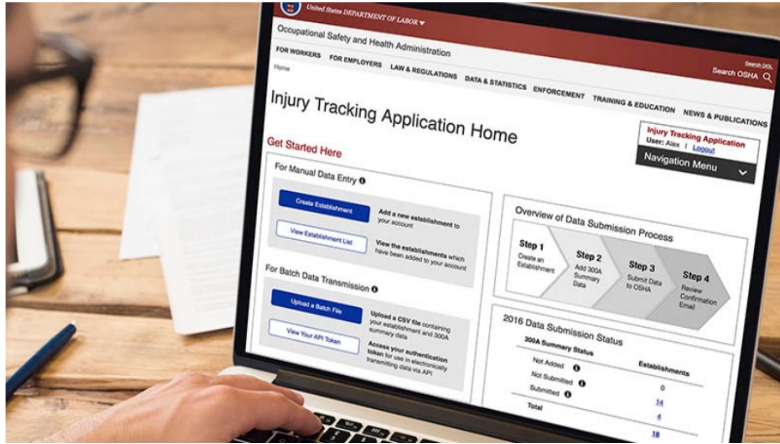 United States DEPARTMENT OF LABOR
Search DOL
Occupational Safety and Health Administration
Search OSHA
FOR WORKERS FOR EMPLOYERS LAW & REGULATIONS DATA & STATISTICS ENFORCEMENT TRAINING & EDUCATION NEWS & PUBLICATIONS
Home
Injury Tracking Application Home
Injury Tracking Application
User: Alex | Logout
Navigation Menu
Get Started Here
For Manual Data Entry
Create Establishment
Add a new establishment to
your account
View Establishment List
View the establishments which
have been added to your account
For Batch Data Transmission
Upload a Batch File
Upload a CSV file containing
your establishment and 300A
summary data
View Your API Token
Access your authentication
token for use in electronically
transmitting data via API
Overview of Data Submission Process
Step 1
Create an
Establishment
Step 2
Add 300A
Summary
Data
Step 3
Submit Data
to OSHA
Step 4
Review
Confirmation
Email
2016 Data Submission Status
300A Summary Status Establishments
Not Added 0
Not Submitted 14
Submitted 4
Total 18